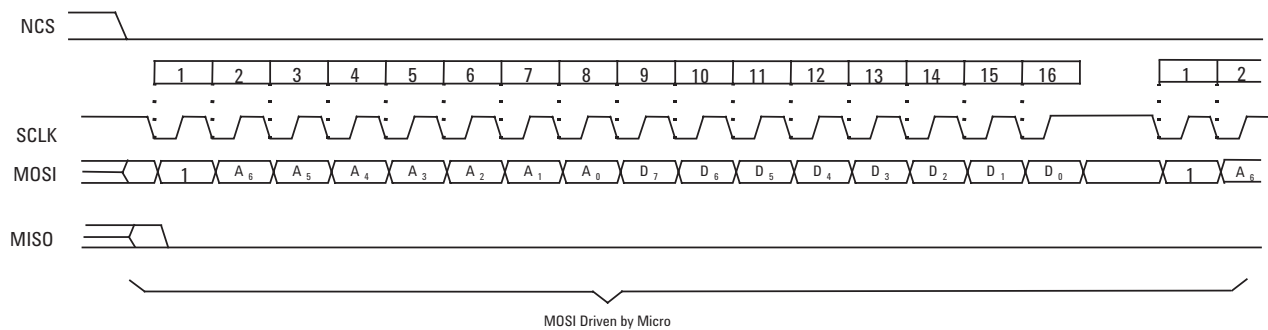 NCS
1 2 3 4 5 6 7 8 9 10 11 12 13 14 15 16 1 2
SCLK
MOSI 1 A6 A5 A4 A3 A2 A1 A0 D7 D6 D5 D4 D3 D2 D1 D0 1 A6
MISO
MOSI Driven by Micro